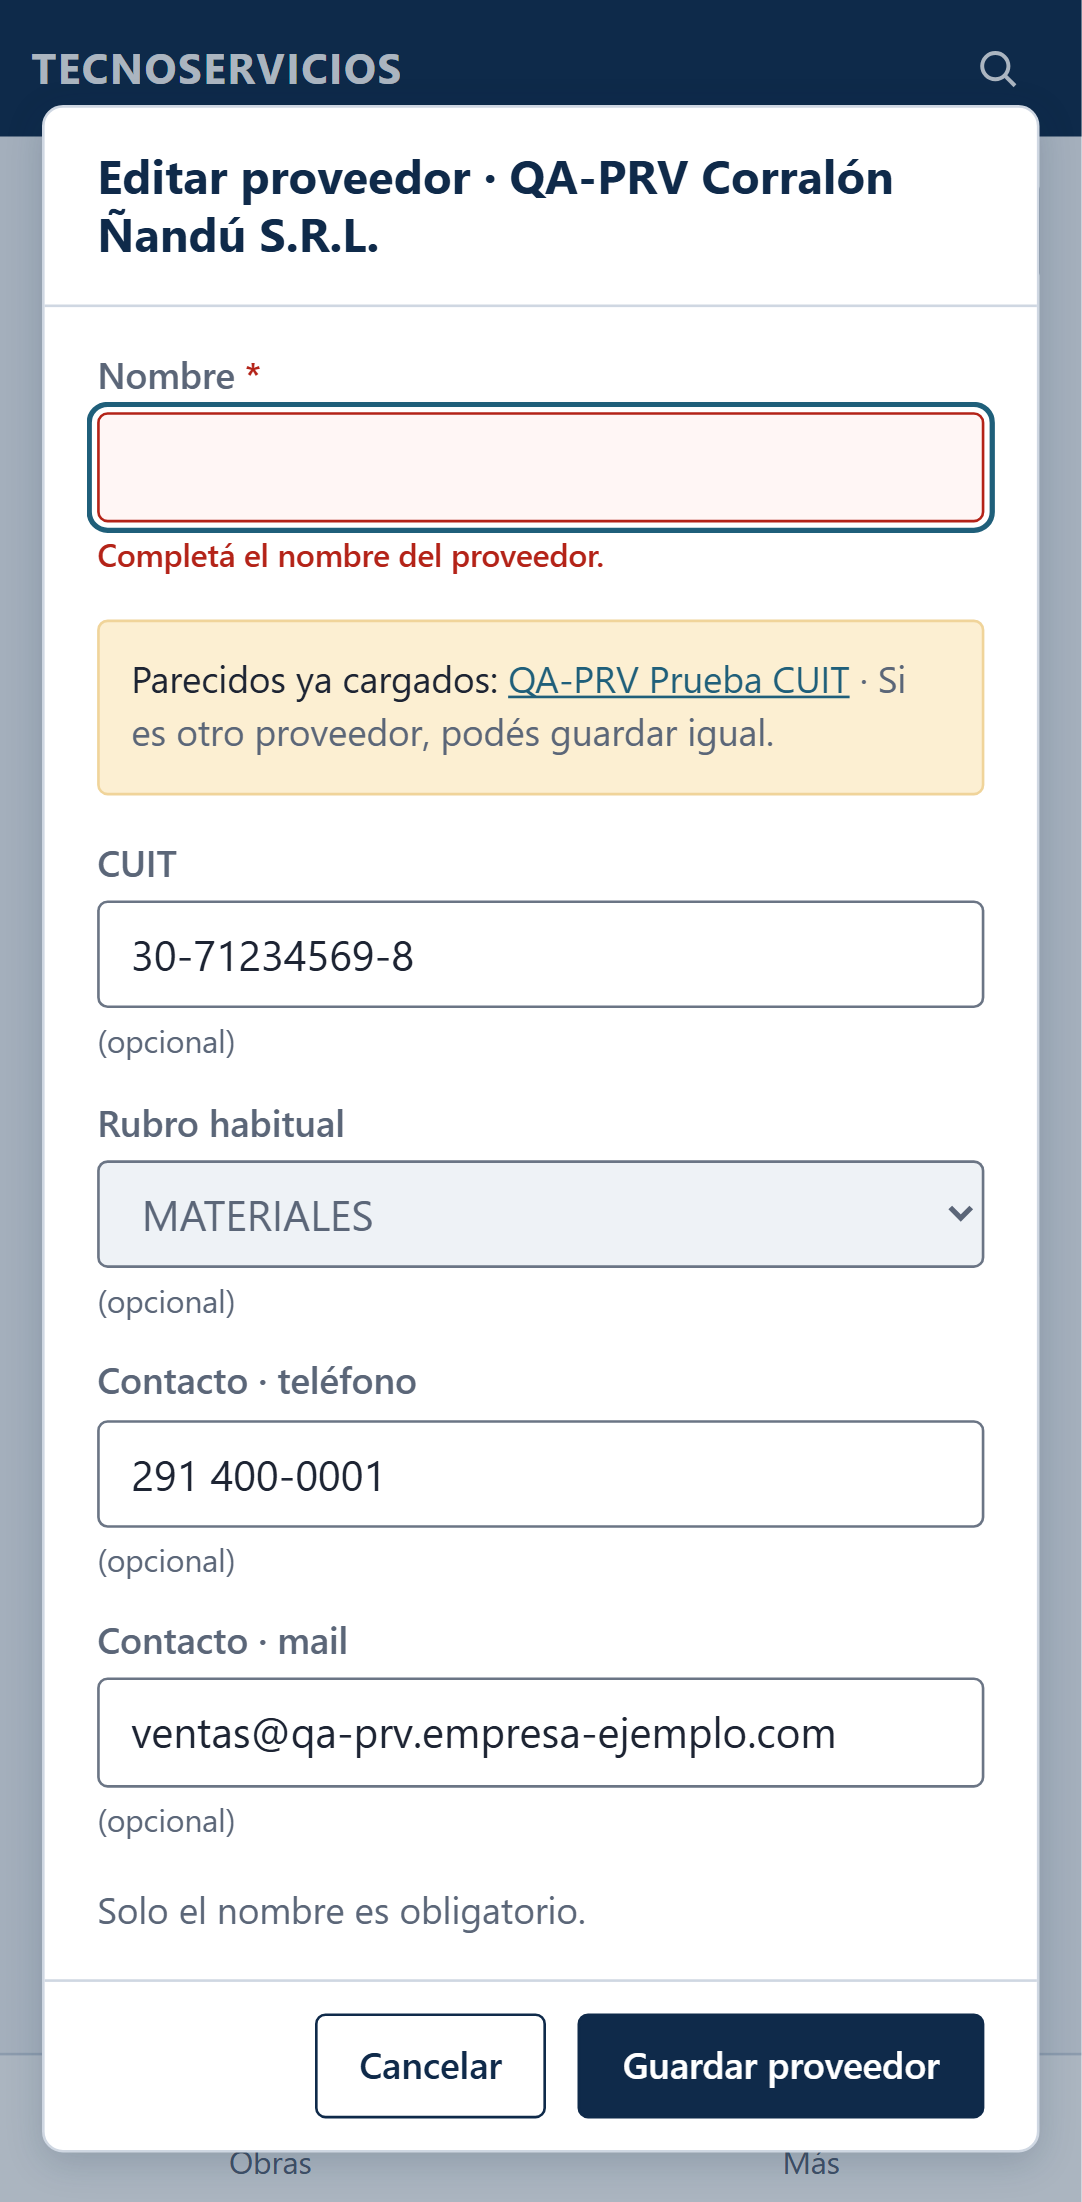 TECNOSERVICIOS
Editar proveedor · QA-PRV Corralón
Ñandú S.R.L.
Nombre *
Completá el nombre del proveedor.
Parecidos ya cargados: QA-PRV Prueba CUIT · Si
es otro proveedor, podés guardar igual.
CUIT
30-71234569-8
(opcional)
Rubro habitual
MATERIALES
(opcional)
Contacto · teléfono
291 400-0001
(opcional)
Contacto · mail
ventas@qa-prv.empresa-ejemplo.com
(opcional)
Solo el nombre es obligatorio.
Cancelar Guardar proveedor
Obras Más